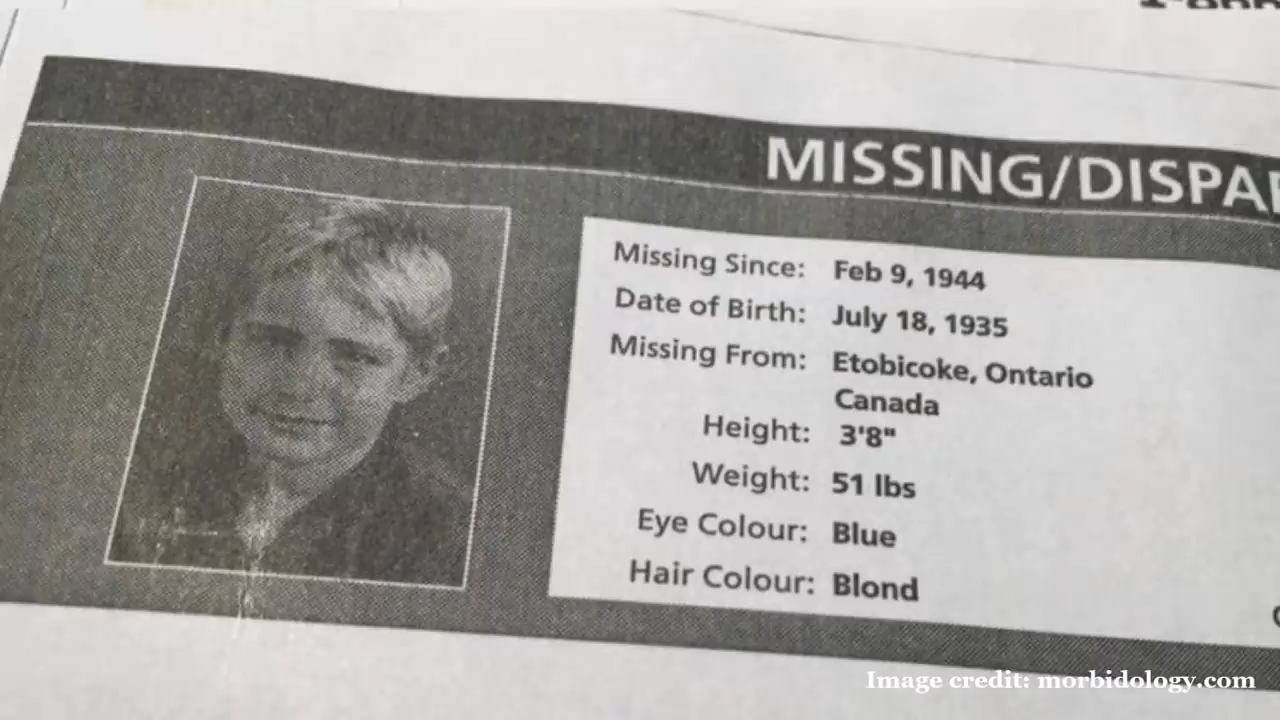 MISSING/DISPA
Missing Since: Feb 9, 1944
Date of Birth: July 18, 1935
Missing From: Etobicoke, Ontario
Canada
Height: 3'8"
Weight: 51 lbs
Eye Colour: Blue
Hair Colour: Blond
Image credit: morbidology.com